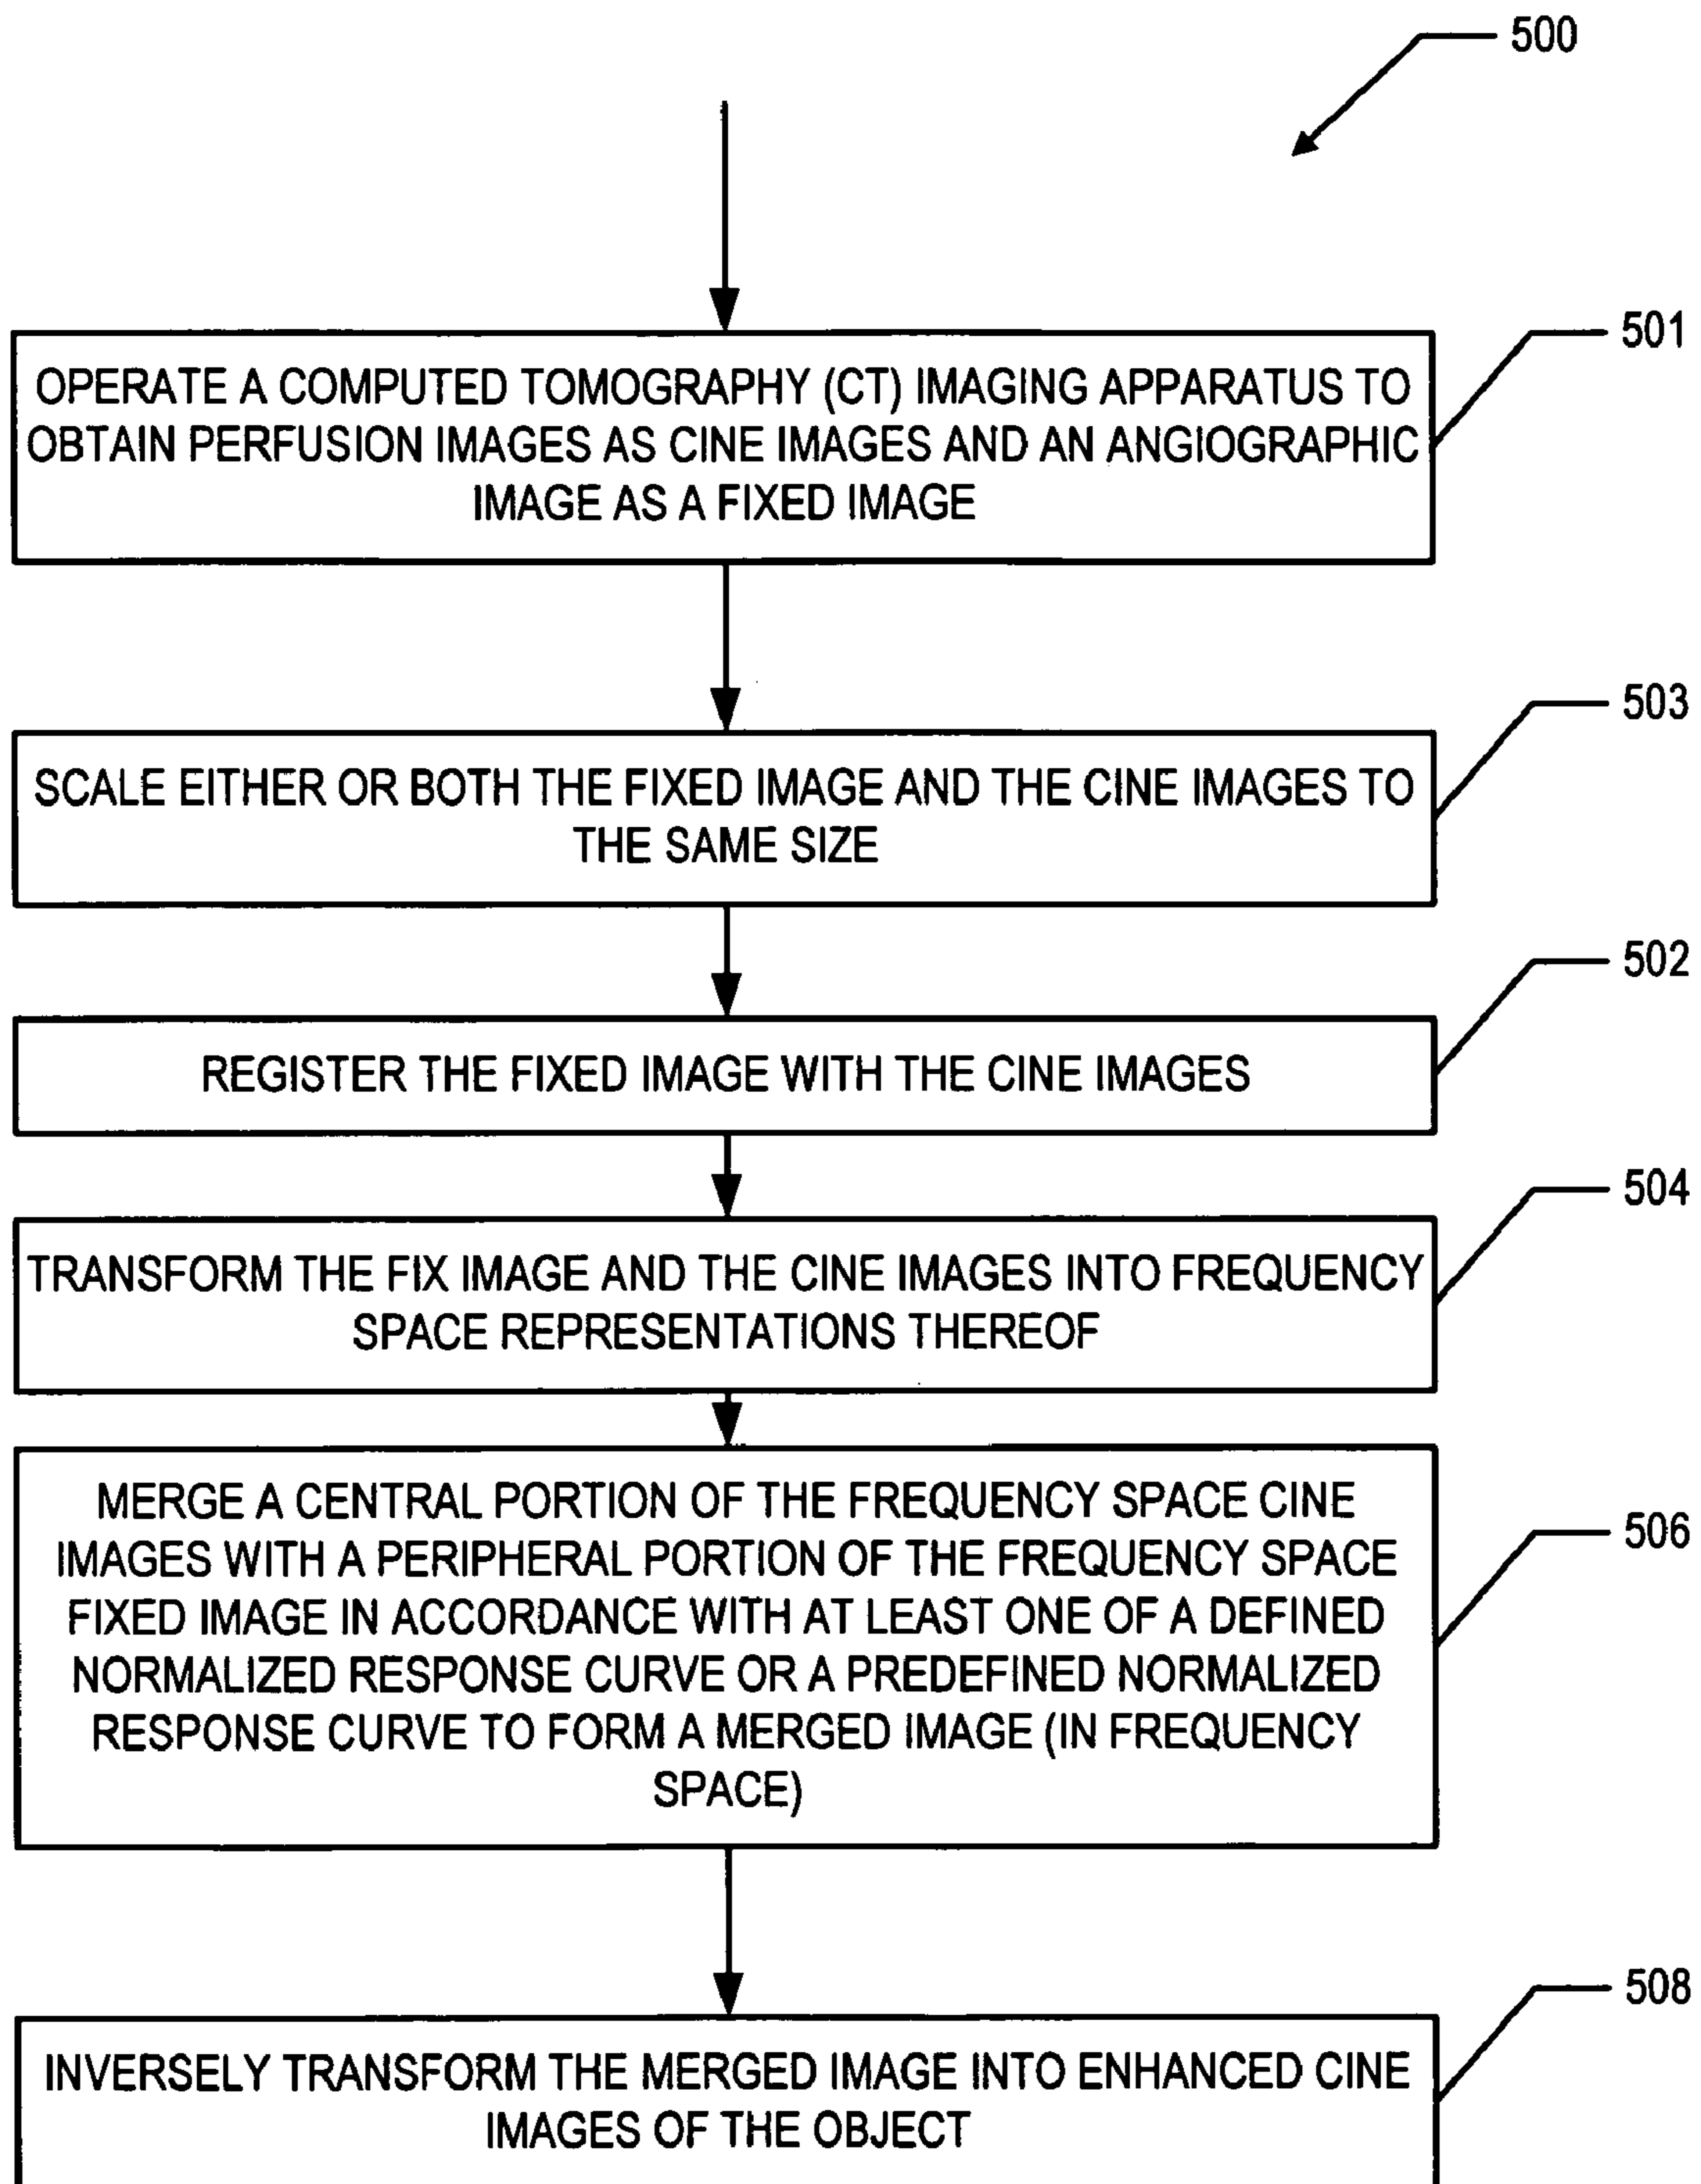 500
501
OPERATE A COMPUTED TOMOGRAPHY (CT) IMAGING APPARATUS TO
OBTAIN PERFUSION IMAGES AS CINE IMAGES AND AN ANGIOGRAPHIC
IMAGE AS A FIXED IMAGE
503
SCALE EITHER OR BOTH THE FIXED IMAGE AND THE CINE IMAGES TO
THE SAME SIZE
502
REGISTER THE FIXED IMAGE WITH THE CINE IMAGES
504
TRANSFORM THE FIX IMAGE AND THE CINE IMAGES INTO FREQUENCY
SPACE REPRESENTATIONS THEREOF
506
MERGE A CENTRAL PORTION OF THE FREQUENCY SPACE CINE
IMAGES WITH A PERIPHERAL PORTION OF THE FREQUENCY SPACE
FIXED IMAGE IN ACCORDANCE WITH AT LEAST ONE OF A DEFINED
NORMALIZED RESPONSE CURVE OR A PREDEFINED NORMALIZED
RESPONSE CURVE TO FORM A MERGED IMAGE (IN FREQUENCY
SPACE)
508
INVERSELY TRANSFORM THE MERGED IMAGE INTO ENHANCED CINE
IMAGES OF THE OBJECT